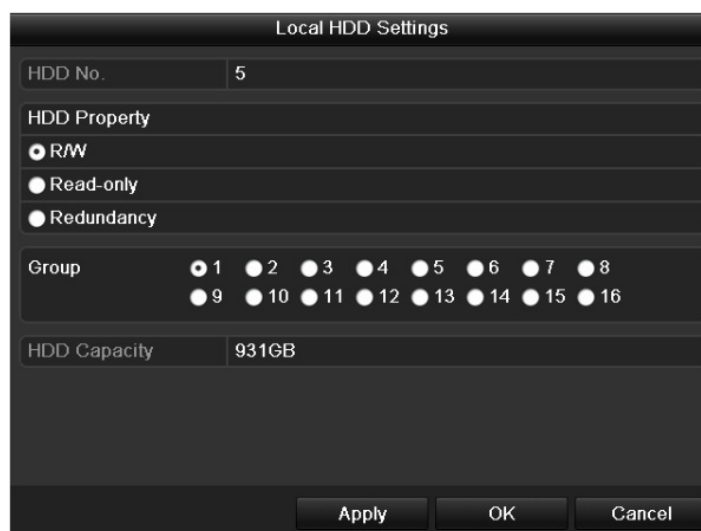 Local HDD Settings
HDD No. 5
HDD Property
R/W
Read-only
Redundancy
Group 1 2 3 4 5 6 7 8
9 10 11 12 13 14 15 16
HDD Capacity 931GB
Apply OK Cancel